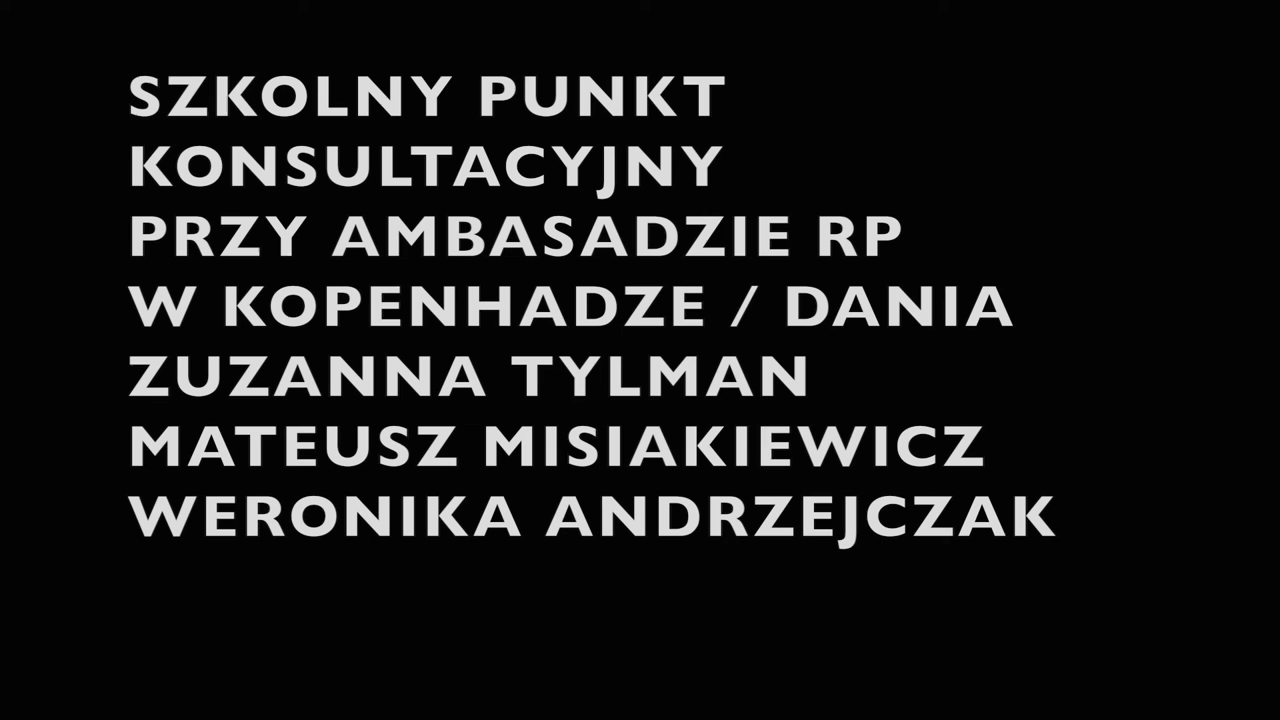 SZKOLNY PUNKT
KONSULTACYJNY
PRZY AMBASADZIE RP
W KOPENHADZE / DANIA
ZUZANNA TYLMAN
MATEUSZ MISIAKIEWICZ
WERONIKA ANDRZEJCZAK